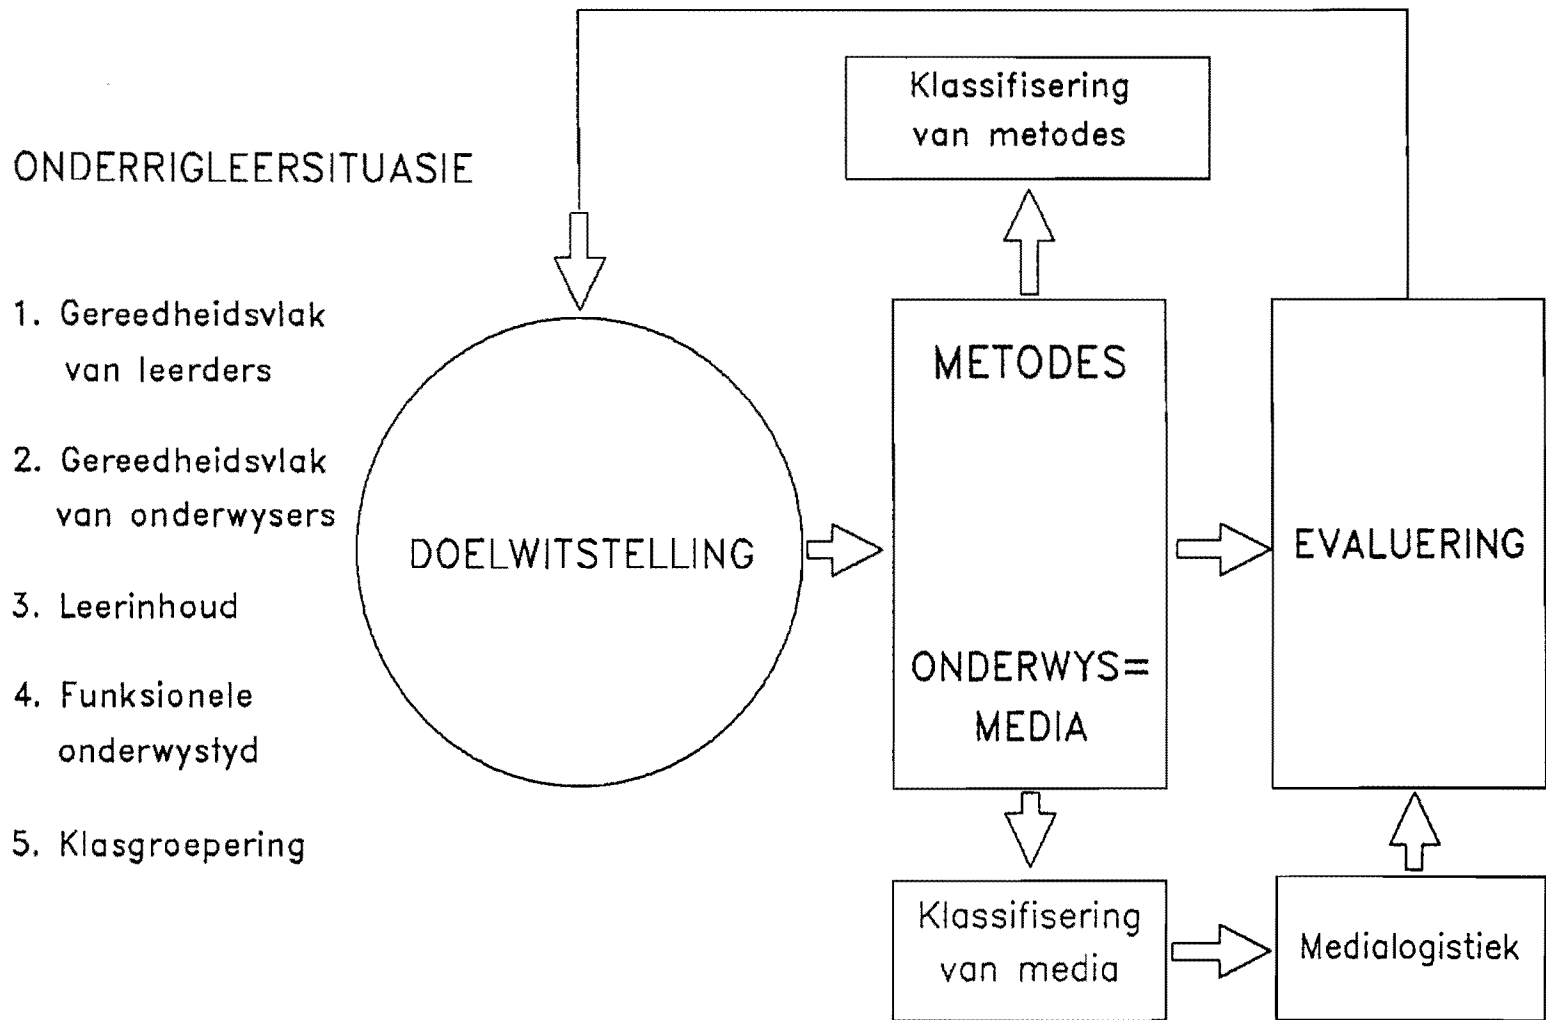 ONDERRIGLEERSITUASIE
1. Gereedheidsvlak
van leerders
2. Gereedheidsvlak
van onderwysers
3. Leerinhoud
4. Funksionele
onderwystyd
5. Klasgroepering
DOELWITSTELLING
Klassifisering
van metodes
METODES
ONDERWYS=
MEDIA
EVALUERING
Klassifisering
van media
Medialogistiek